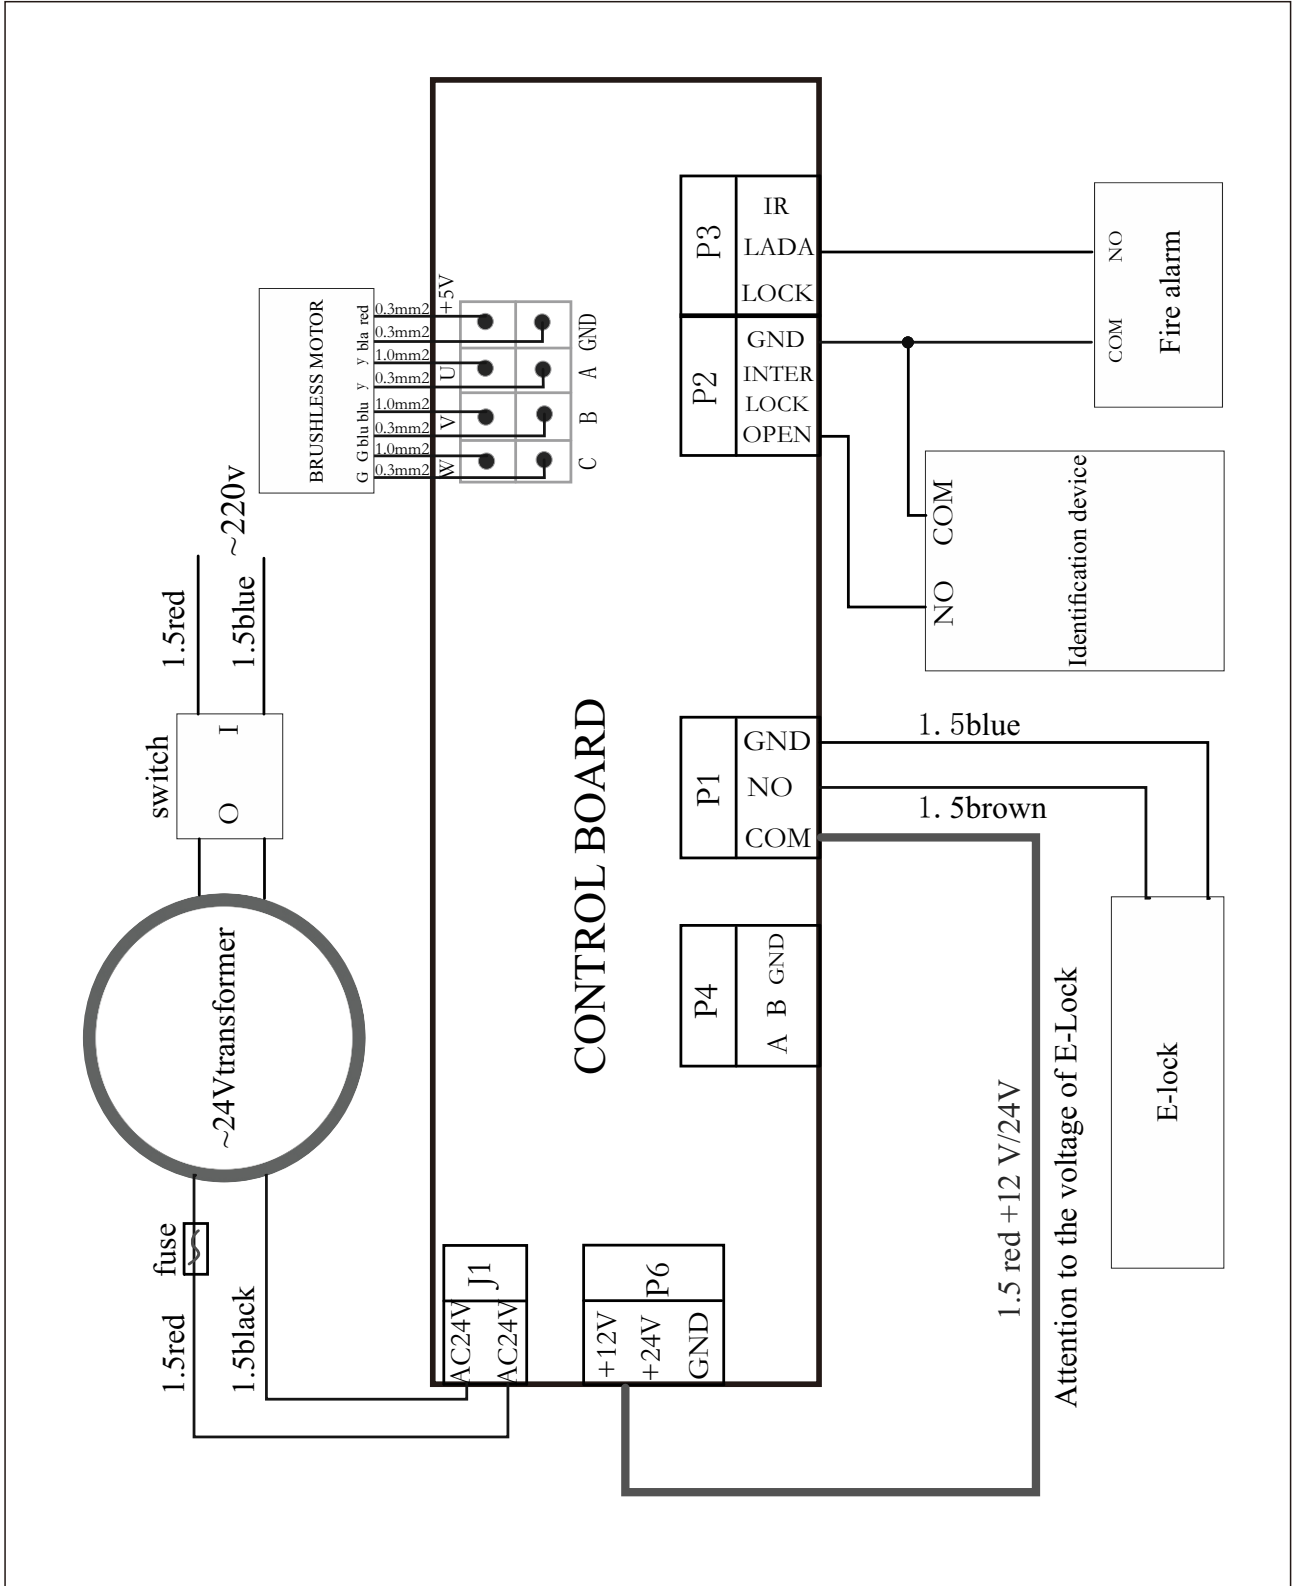 BRUSHLESS MOTOR
red
bla
y
y
blu
blu
G
G
0.3mm2
0.3mm2
1.0mm2
0.3mm2
1.0mm2
0.3mm2
1.0mm2
0.3mm2
+5V
U
V
W
GND
A
B
C
P3
IR
LADA
LOCK
P2
GND
INTER
LOCK
OPEN
NO
COM
Fire alarm
COM
NO
Identification device
~220v
1.5red
1.5blue
switch
I
O
~24Vtransformer
fuse
1.5red
1.5black
CONTROL BOARD
P1
GND
NO
COM
1. 5blue
1. 5brown
P4
A B GND
J1
AC24V
AC24V
P6
+12V
+24V
GND
1.5 red +12 V/24V
Attention to the voltage of E-Lock
E-lock